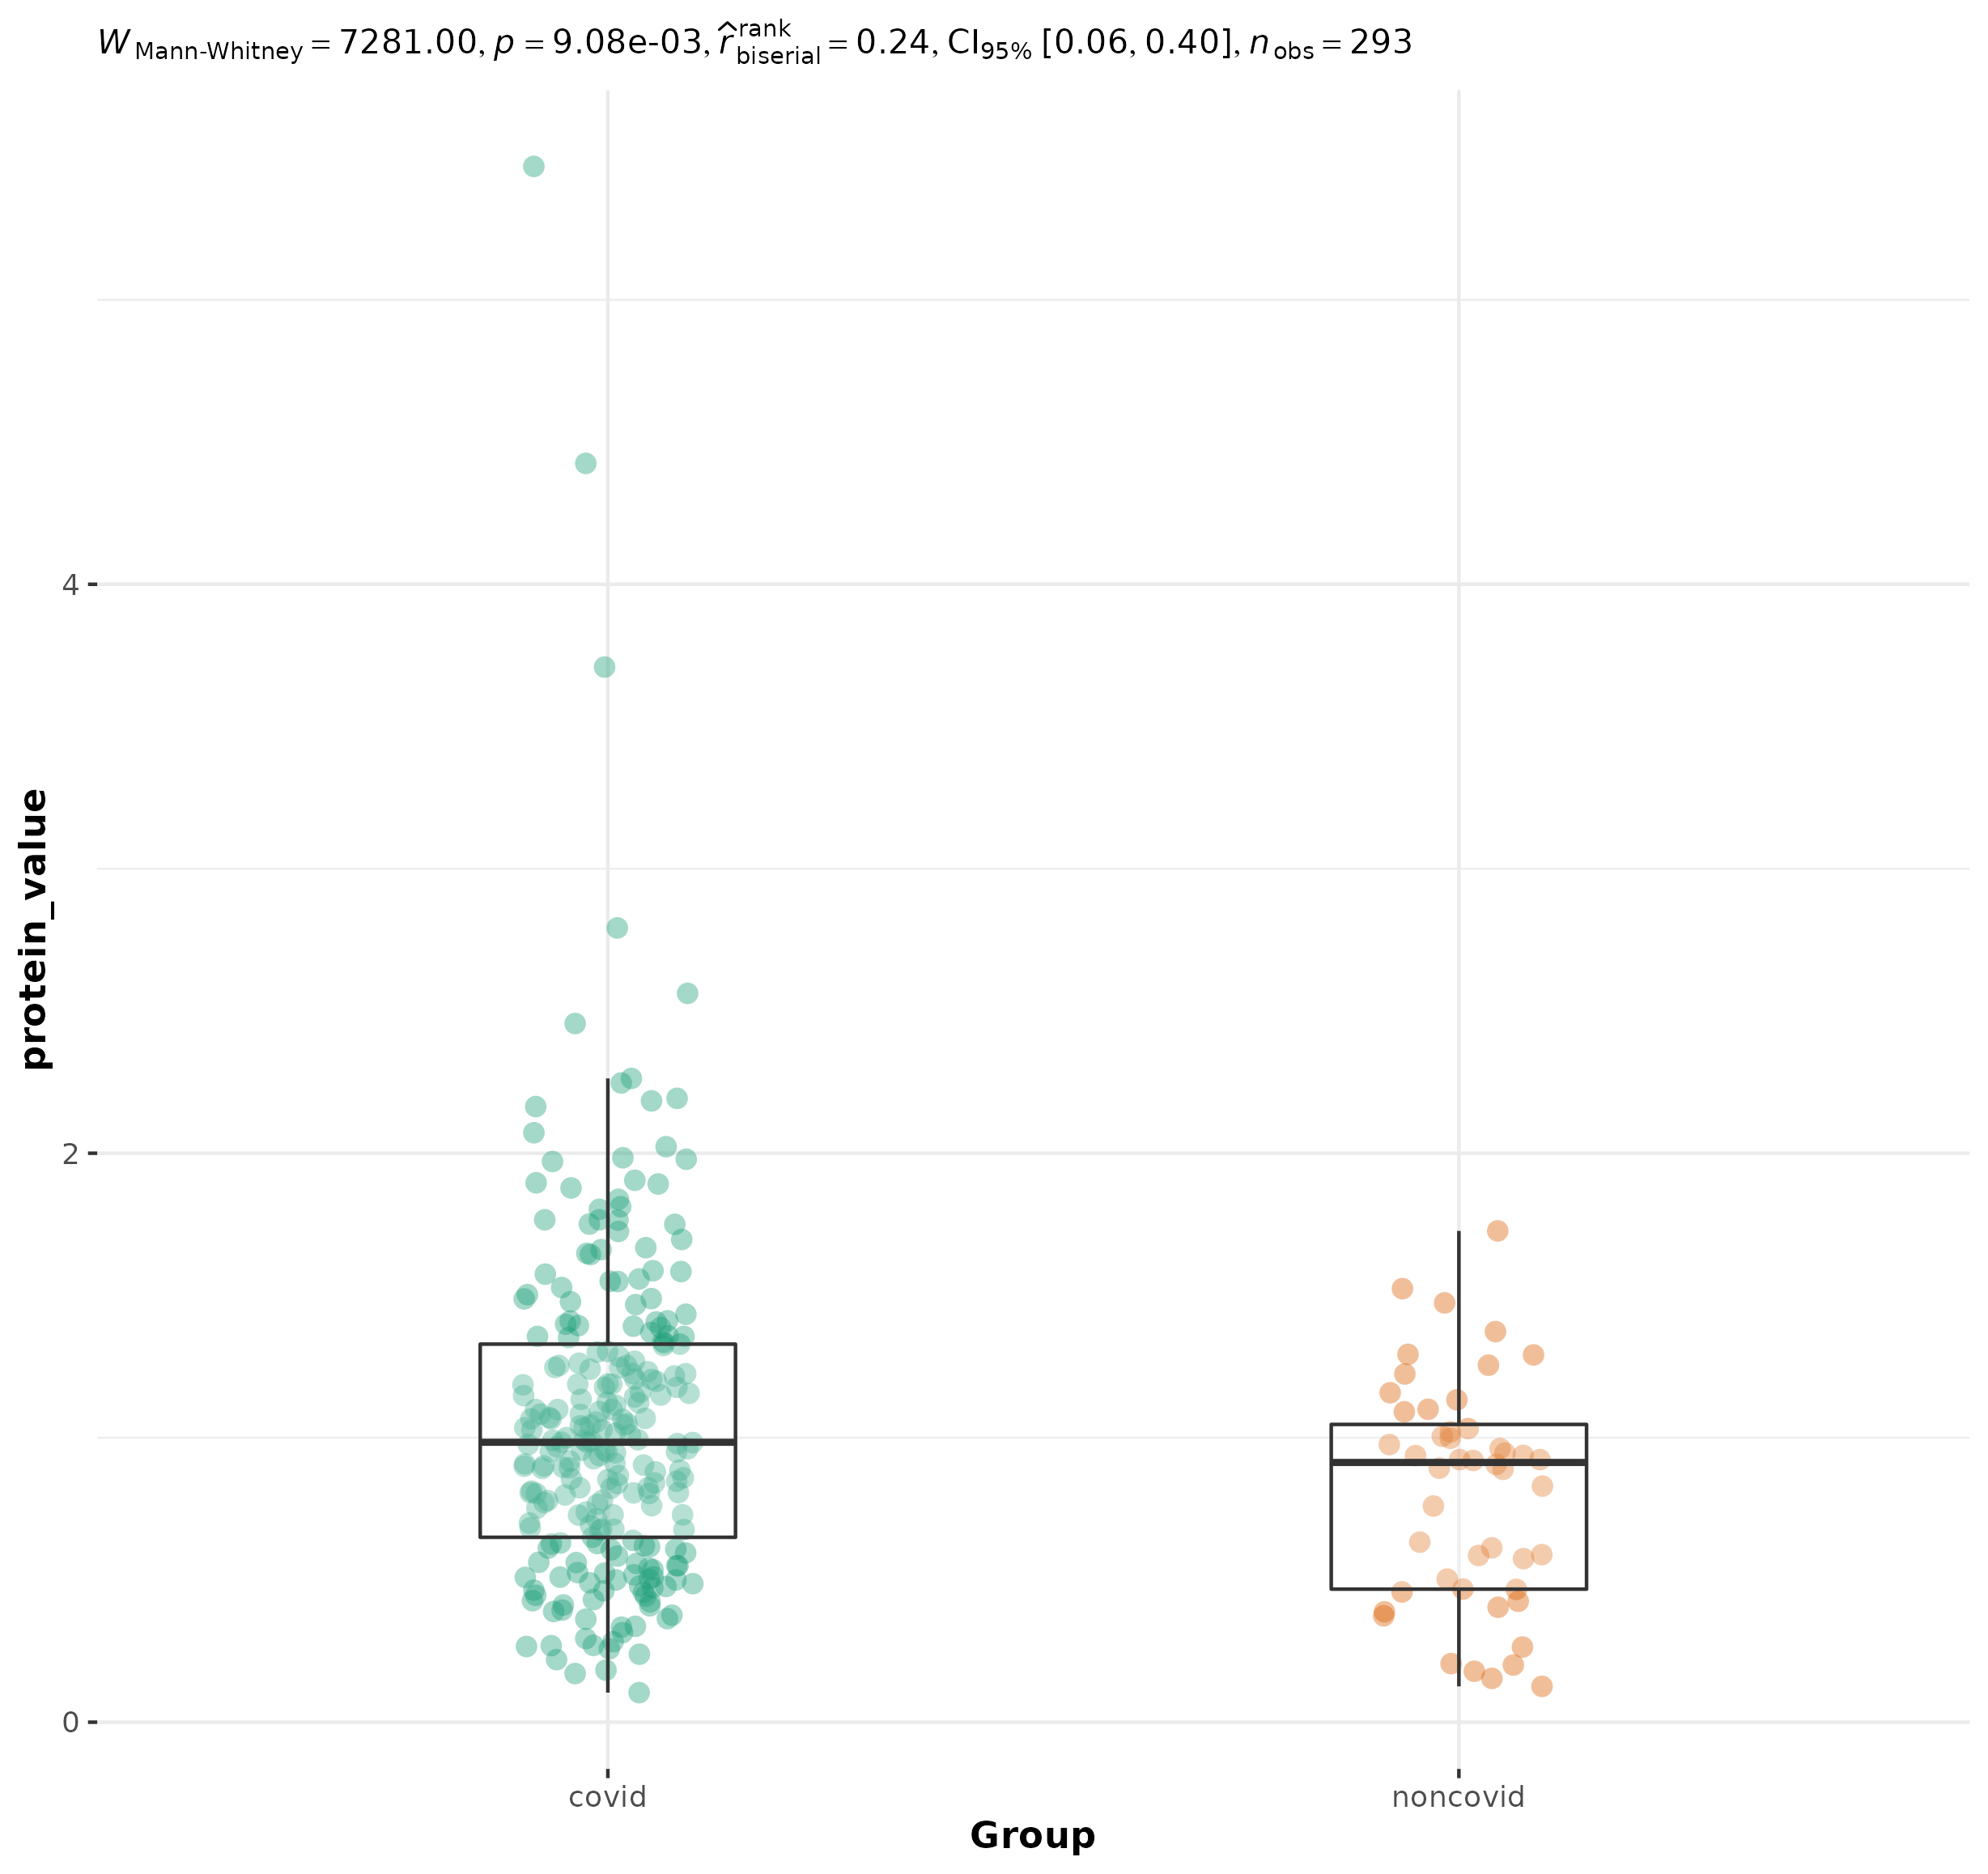 W Mann-Whitney = 7281.00, p = 9.08e-03, r̂ rank biserial = 0.24, CI95% [0.06, 0.40], n obs = 293
protein_value
4
2
0
covid noncovid
Group